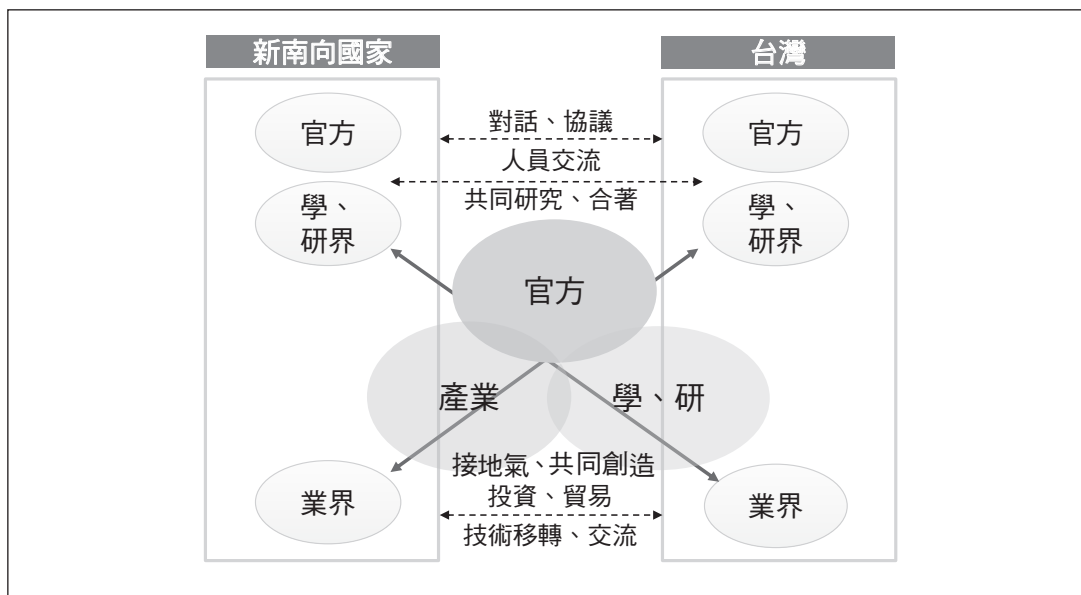 新南向國家
台灣
官方
對話、協議
官方
人員交流
學、
研界
共同研究、合著
學、
研界
官方
產業
學、研
接地氣、共同創造
業界
投資、貿易
業界
技術移轉、交流